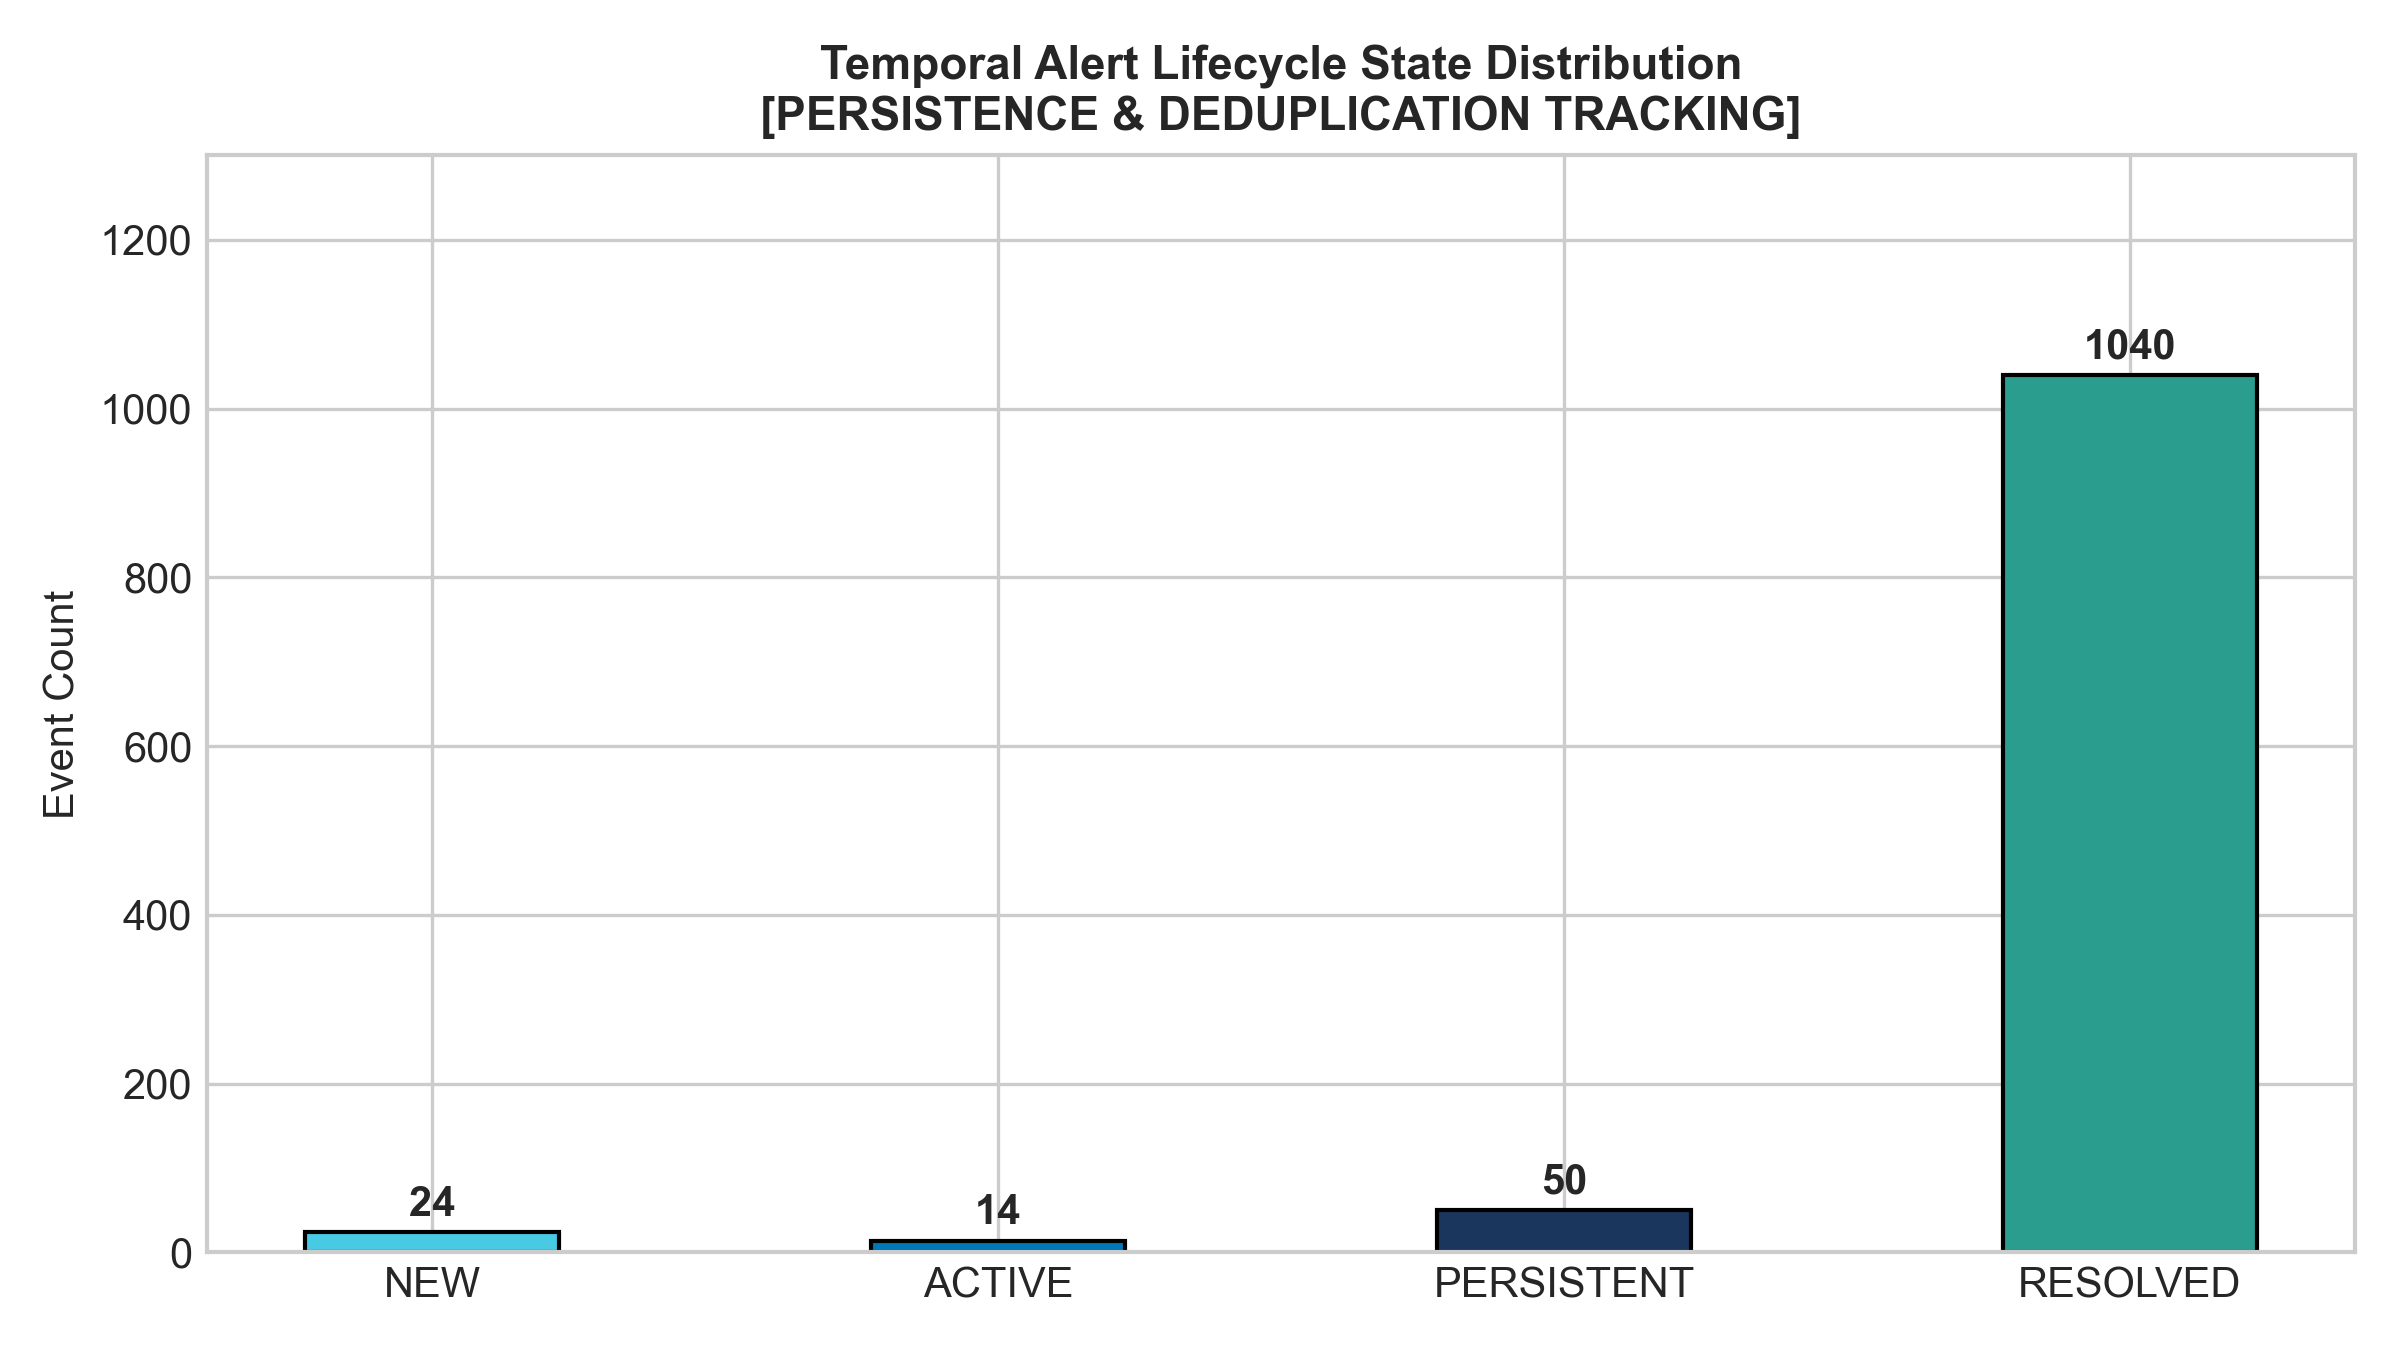 Temporal Alert Lifecycle State Distribution
[PERSISTENCE & DEDUPLICATION TRACKING]
Event Count
1200
1000
800
600
400
200
0
24
14
50
1040
NEW
ACTIVE
PERSISTENT
RESOLVED